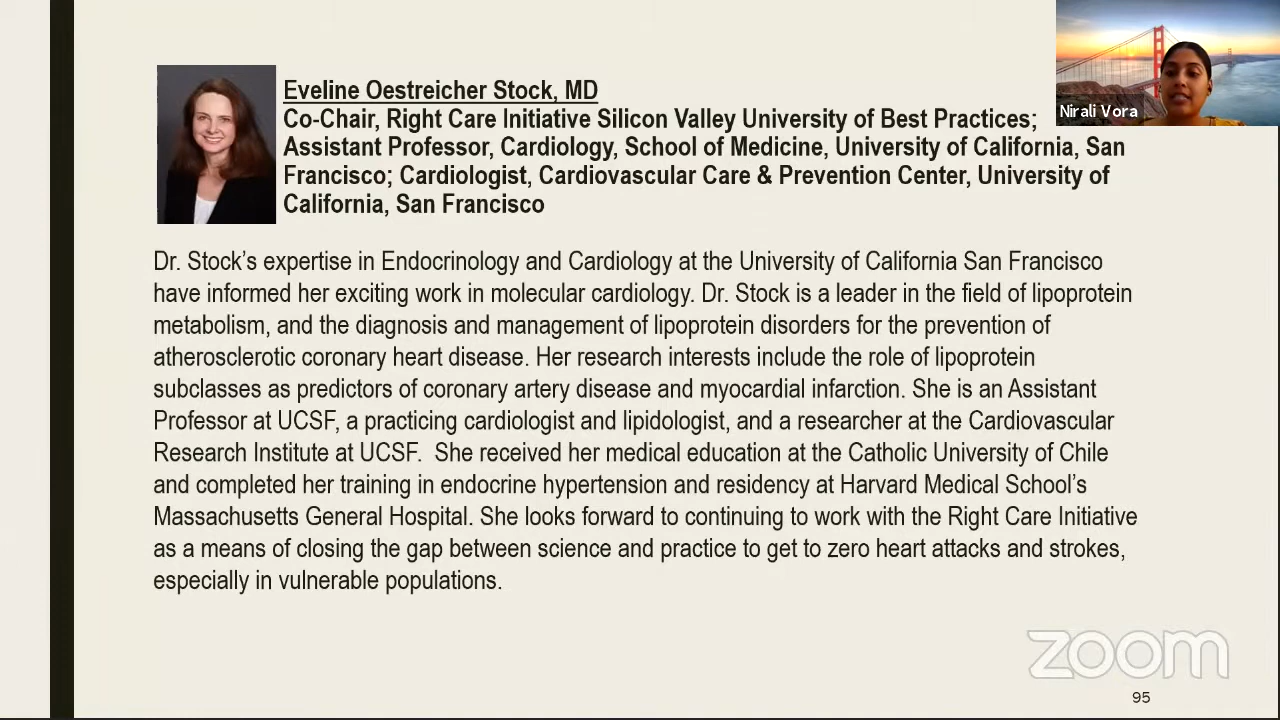 Eveline Oestreicher Stock, MD
Co-Chair, Right Care Initiative Silicon Valley University of Best Practices;
Assistant Professor, Cardiology, School of Medicine, University of California, San
Francisco; Cardiologist, Cardiovascular Care & Prevention Center, University of
California, San Francisco
Nirali Vora
Dr. Stock’s expertise in Endocrinology and Cardiology at the University of California San Francisco
have informed her exciting work in molecular cardiology. Dr. Stock is a leader in the field of lipoprotein
metabolism, and the diagnosis and management of lipoprotein disorders for the prevention of
atherosclerotic coronary heart disease. Her research interests include the role of lipoprotein
subclasses as predictors of coronary artery disease and myocardial infarction. She is an Assistant
Professor at UCSF, a practicing cardiologist and lipidologist, and a researcher at the Cardiovascular
Research Institute at UCSF.  She received her medical education at the Catholic University of Chile
and completed her training in endocrine hypertension and residency at Harvard Medical School’s
Massachusetts General Hospital. She looks forward to continuing to work with the Right Care Initiative
as a means of closing the gap between science and practice to get to zero heart attacks and strokes,
especially in vulnerable populations.
zoom
95